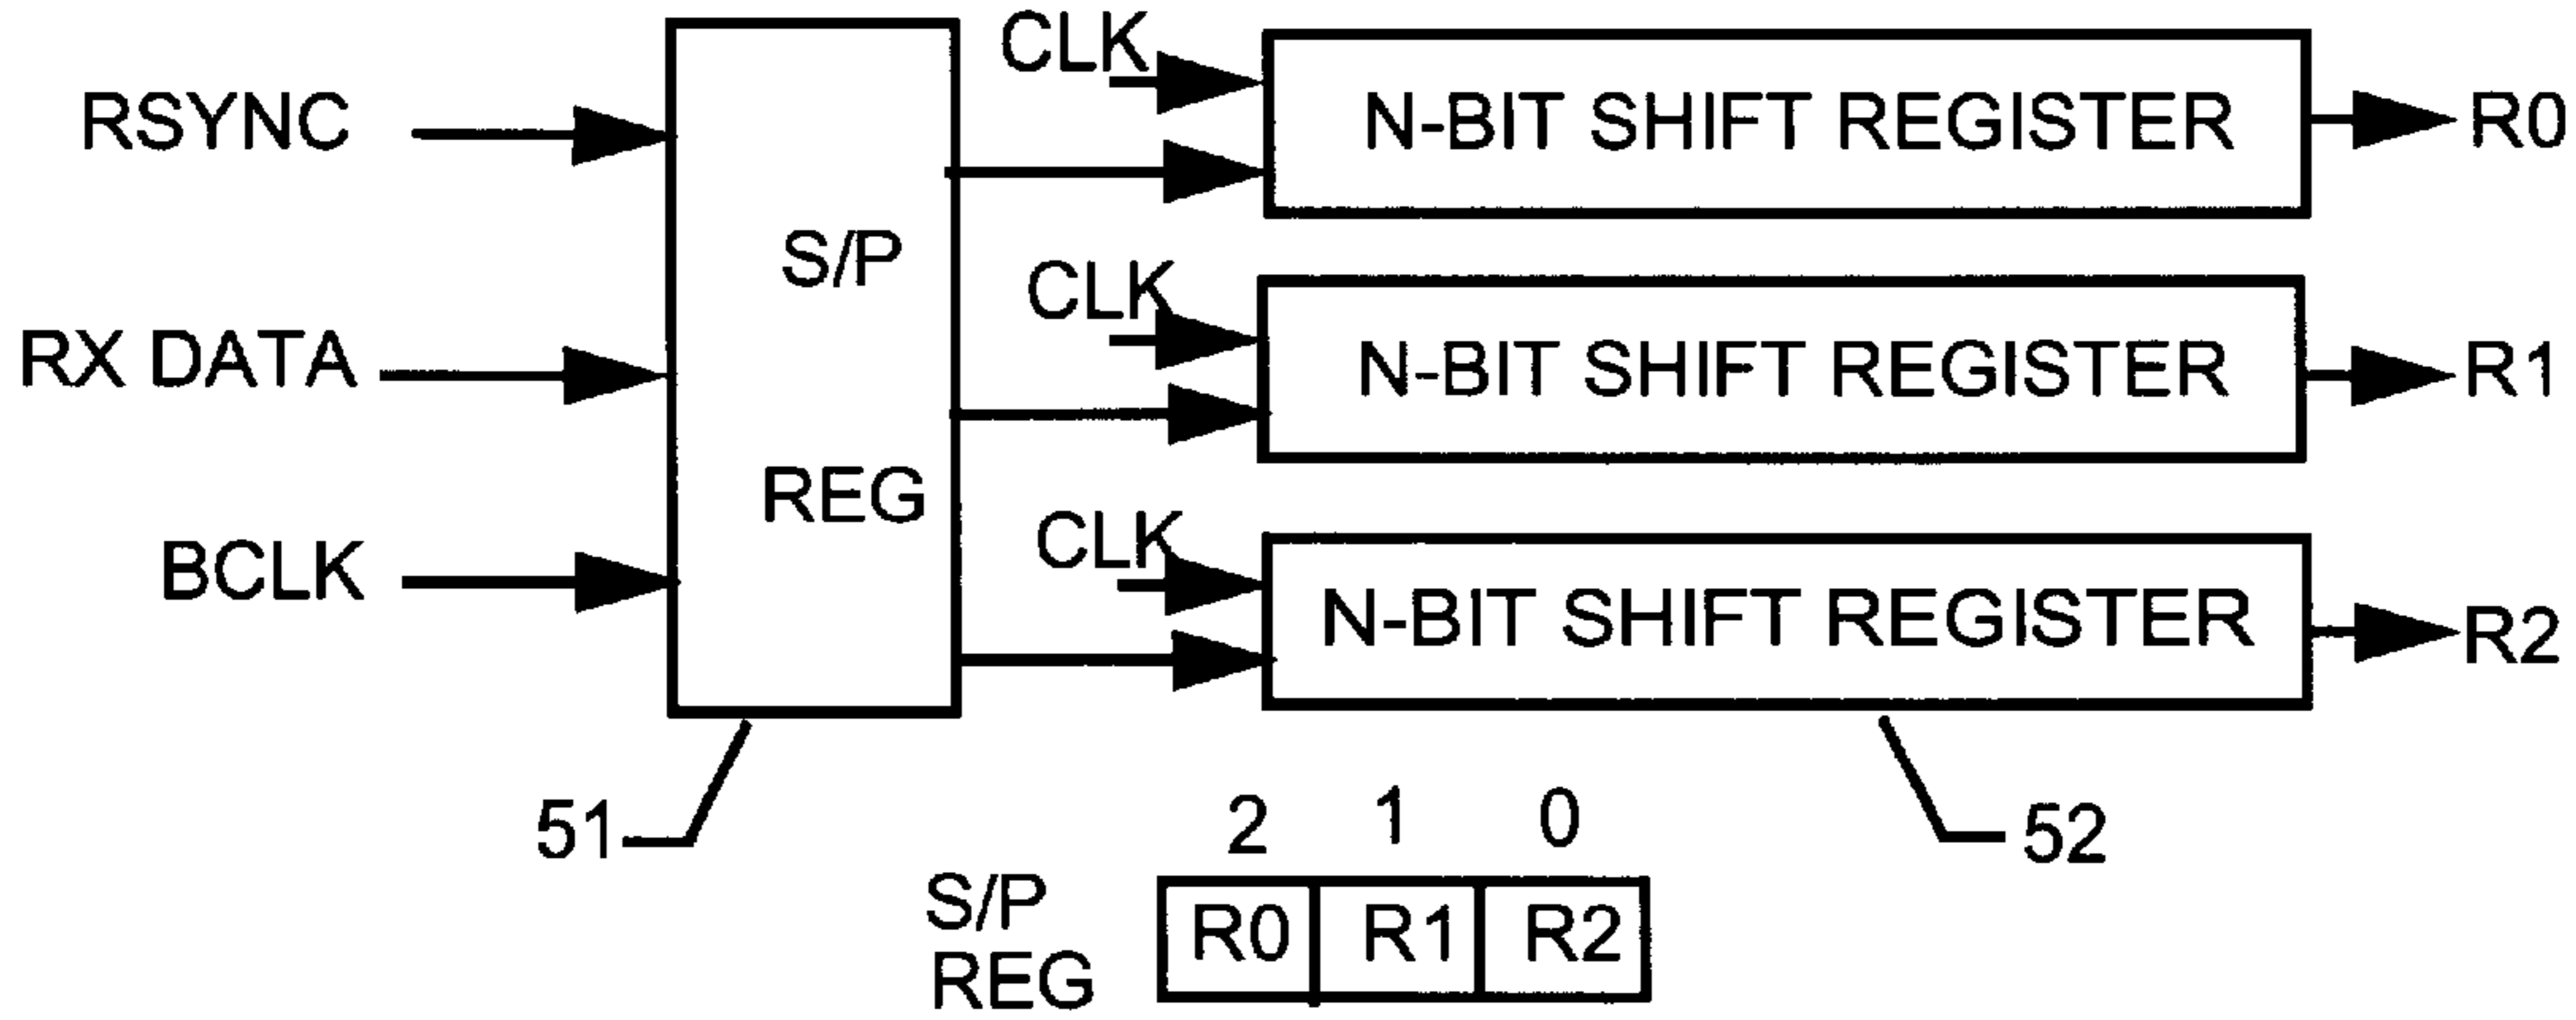 CLK
N-BIT SHIFT REGISTER
R0
RSYNC
S/P
CLK
RX DATA
N-BIT SHIFT REGISTER
R1
REG
CLK
BCLK
N-BIT SHIFT REGISTER
R2
51
52
2 1 0
S/P
REG
R0 R1 R2